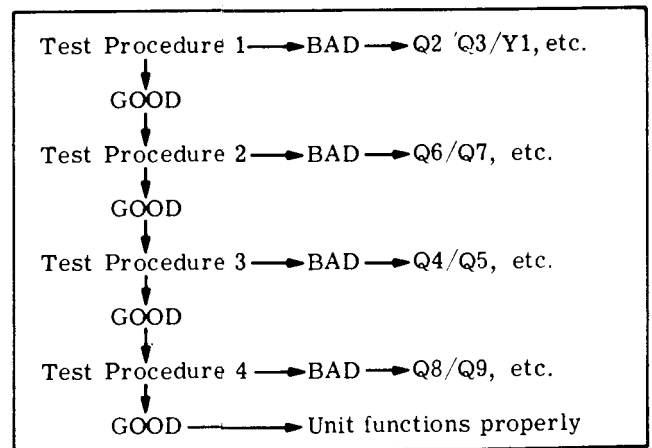 Test Procedure 1 BAD Q2 'Q3/Y1, etc.
GOOD
Test Procedure 2 BAD Q6/Q7, etc.
GOOD
Test Procedure 3 BAD Q4/Q5, etc.
GOOD
Test Procedure 4 BAD Q8/Q9, etc.
GOOD Unit functions properly